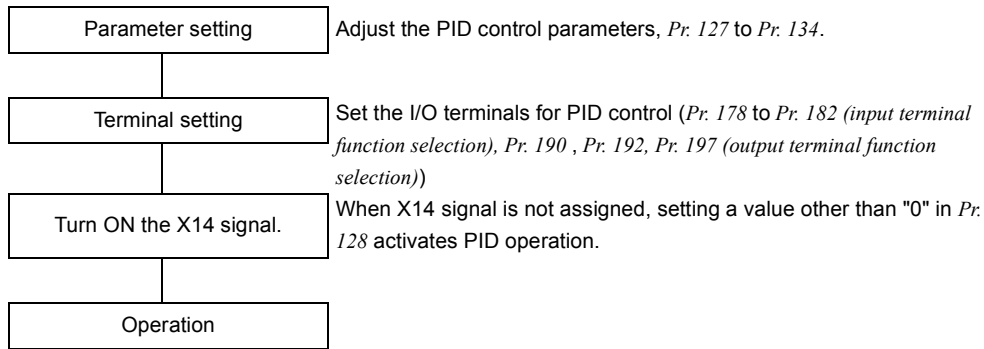 Parameter setting
Adjust the PID control parameters, Pr. 127 to Pr. 134.
Terminal setting
Set the I/O terminals for PID control (Pr. 178 to Pr. 182 (input terminal
function selection), Pr. 190 , Pr. 192, Pr. 197 (output terminal function
selection))
Turn ON the X14 signal.
When X14 signal is not assigned, setting a value other than "0" in Pr.
128 activates PID operation.
Operation